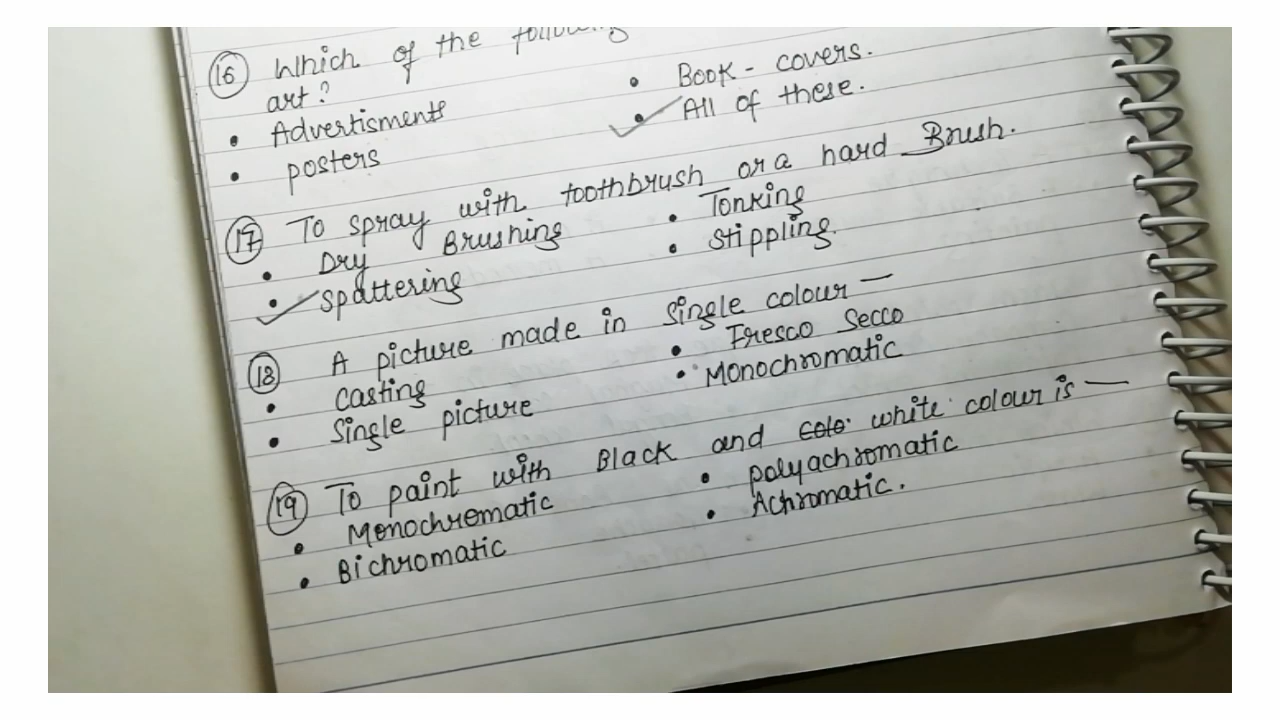 16 Which of the following
art?
• Advertisments
• Book - covers.
• posters
• All of these.
17 To spray with toothbrush or a hard Brush.
• Dry Brushing
• Tonking
• Spattering
• Stippling.
18 A picture made in Single colour —
• casting
• Fresco Secco
• Single picture
• Monochromatic
19 To paint with Black and colo. white colour is —
• Monochromatic
• polyachromatic
• Bichromatic
• Achromatic.